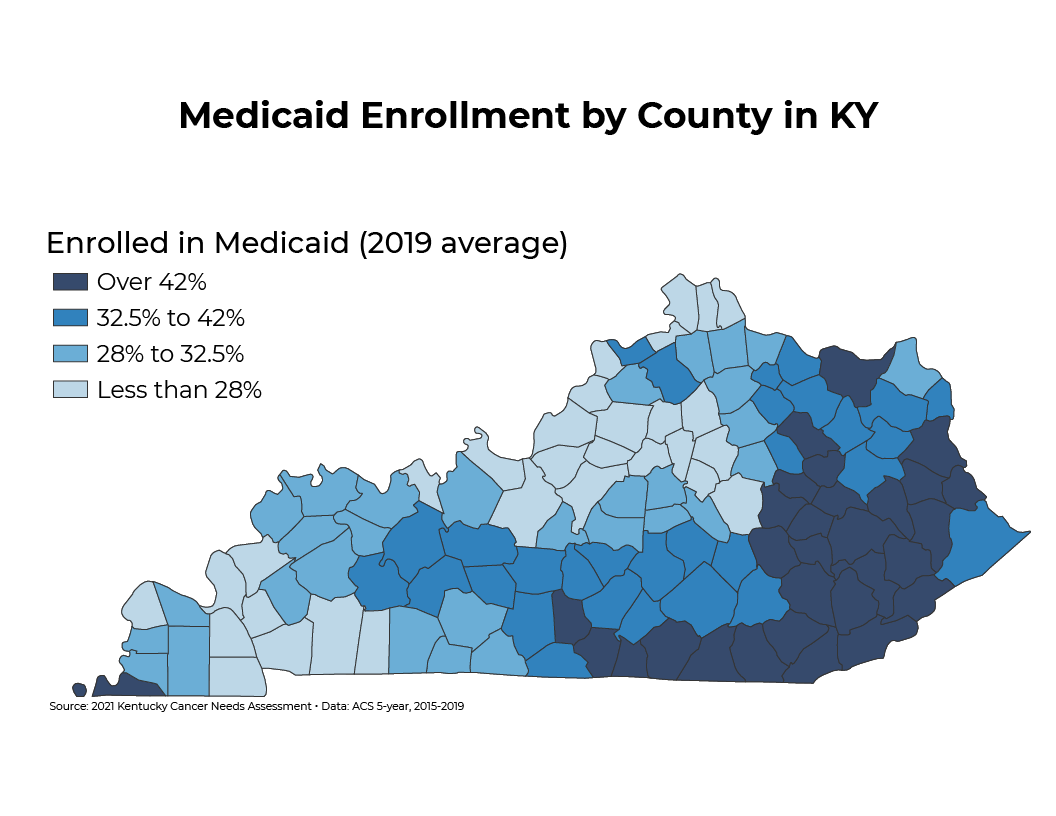 Medicaid Enrollment by County in KY
Enrolled in Medicaid (2019 average)
Over 42%
32.5% to 42%
28% to 32.5%
Less than 28%
Source: 2021 Kentucky Cancer Needs Assessment • Data: ACS 5-year, 2015-2019